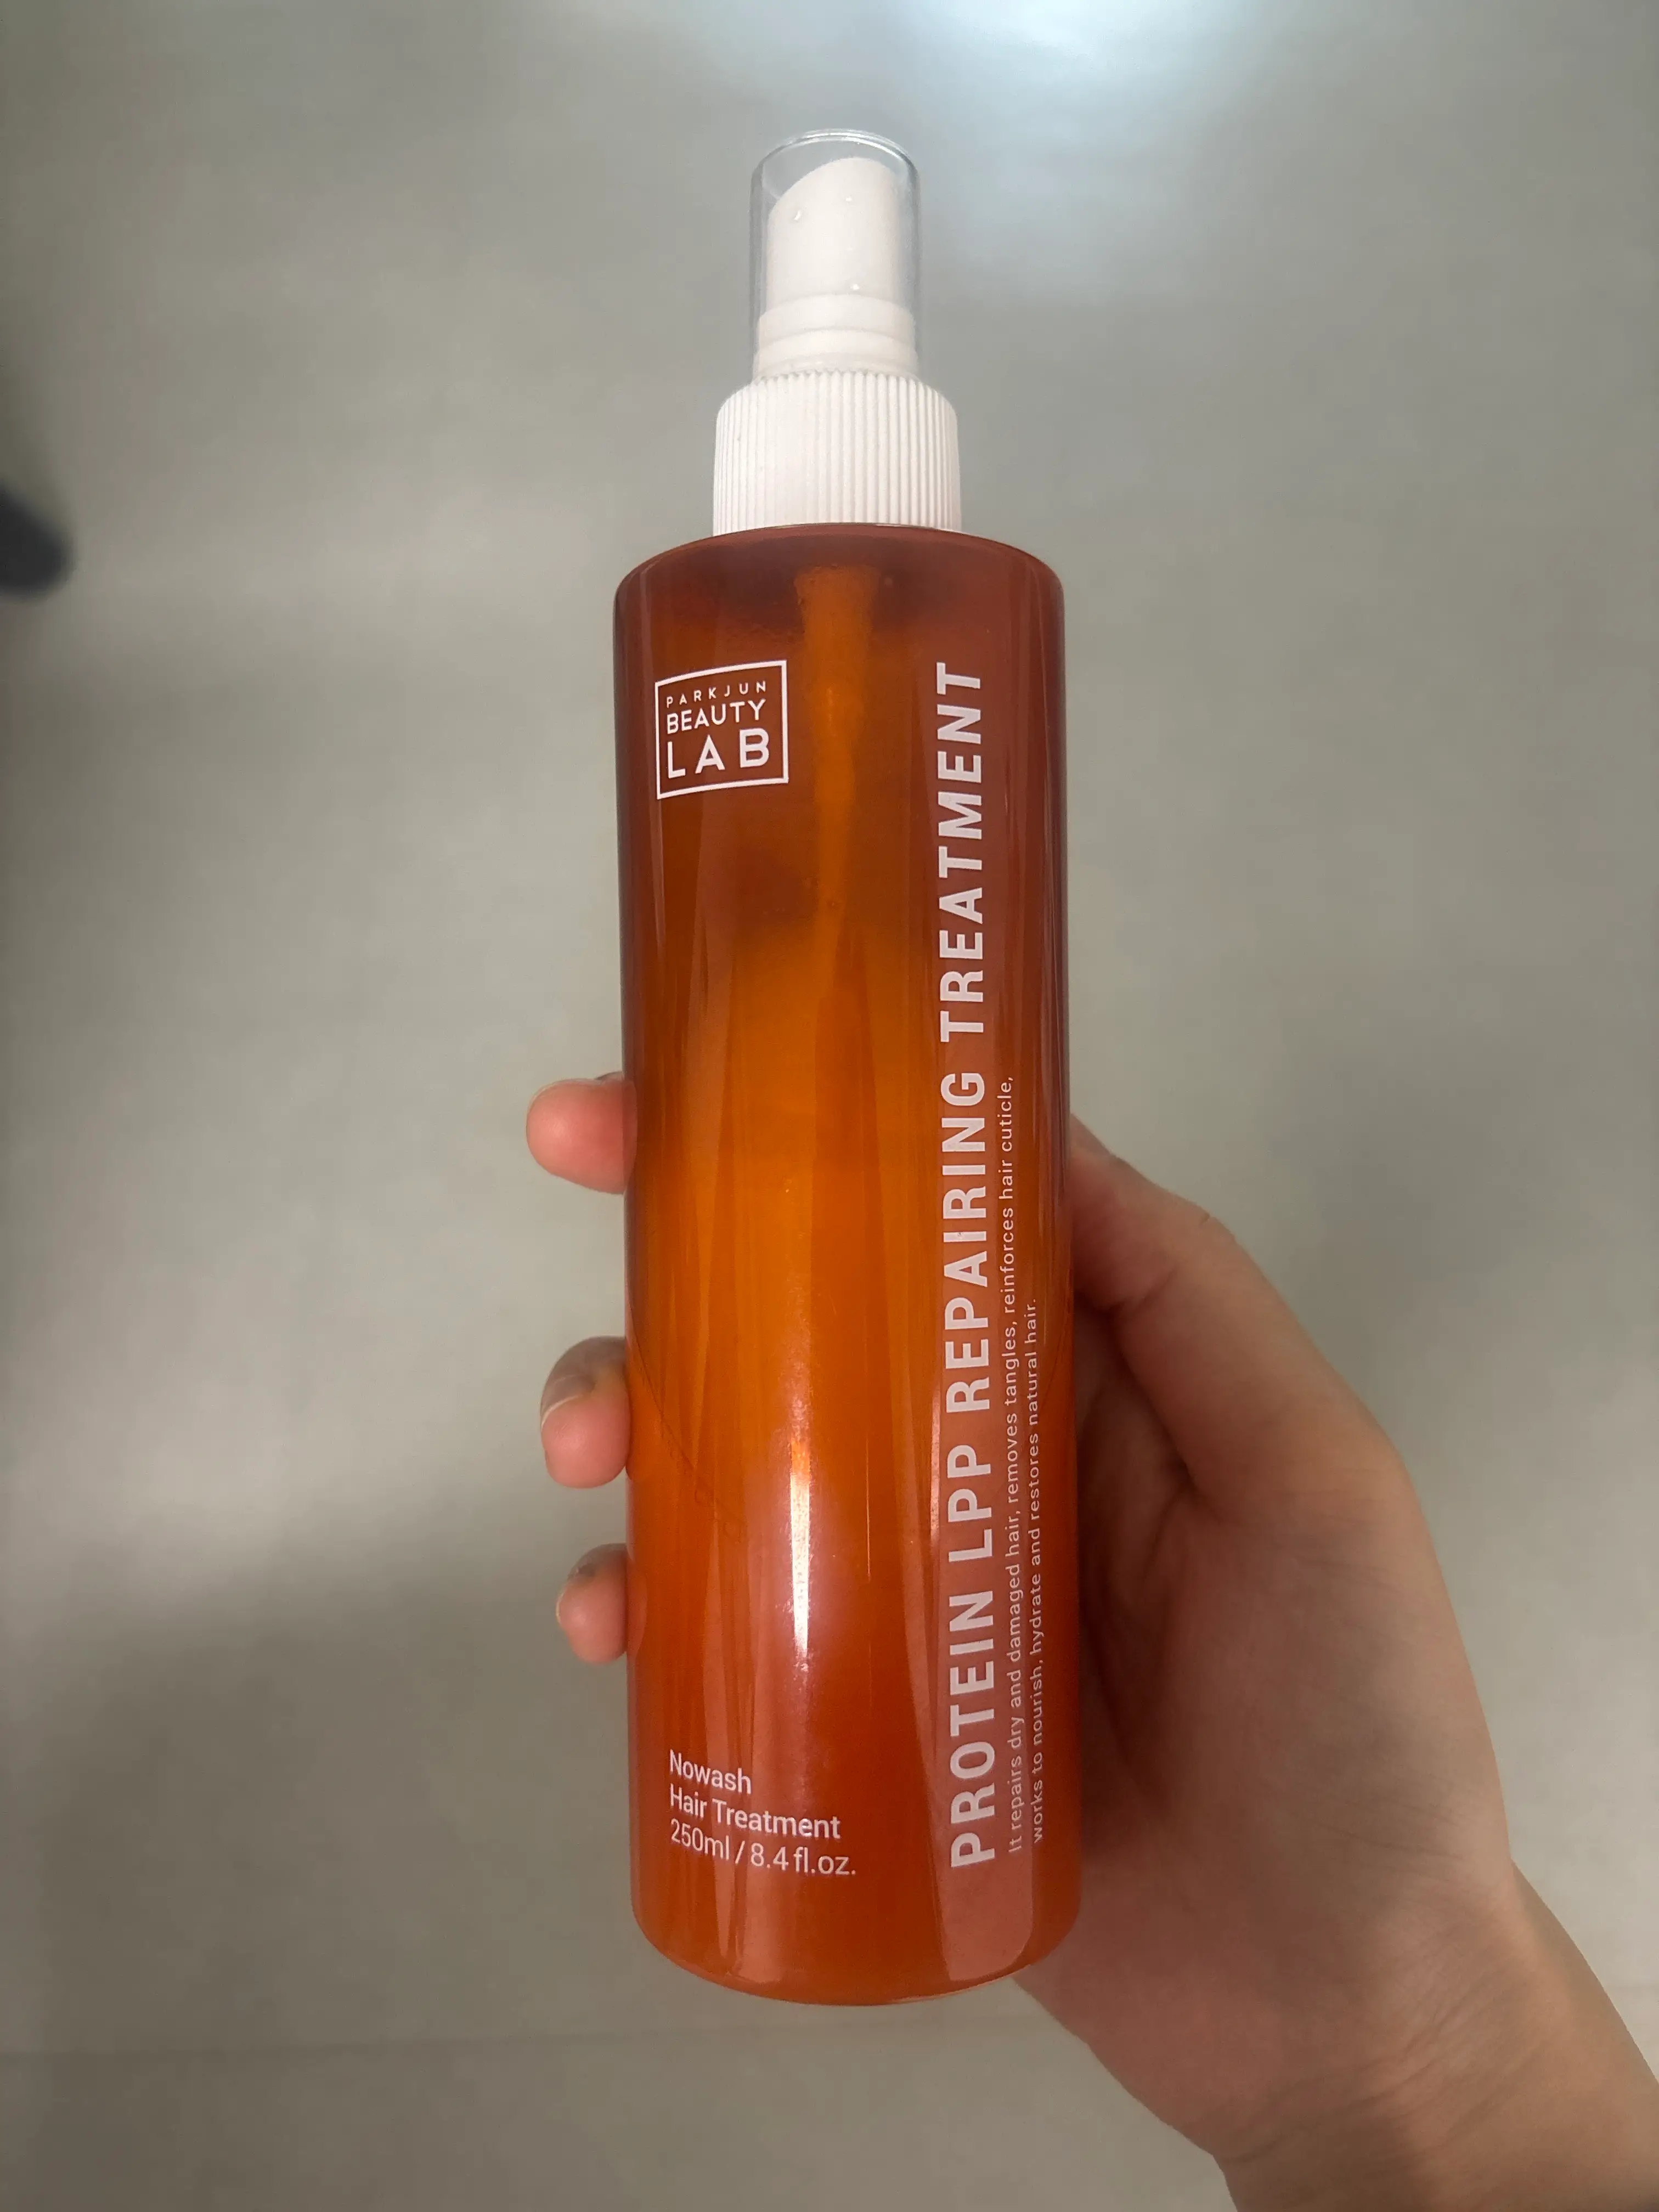 PARKJUN
BEAUTY
LAB
PROTEIN LPP REPAIRING TREATMENT
It repairs dry and damaged hair, removes tangles, reinforces hair cuticle,
works to nourish, hydrate and restores natural hair.
Nowash
Hair Treatment
250ml / 8.4 fl.oz.